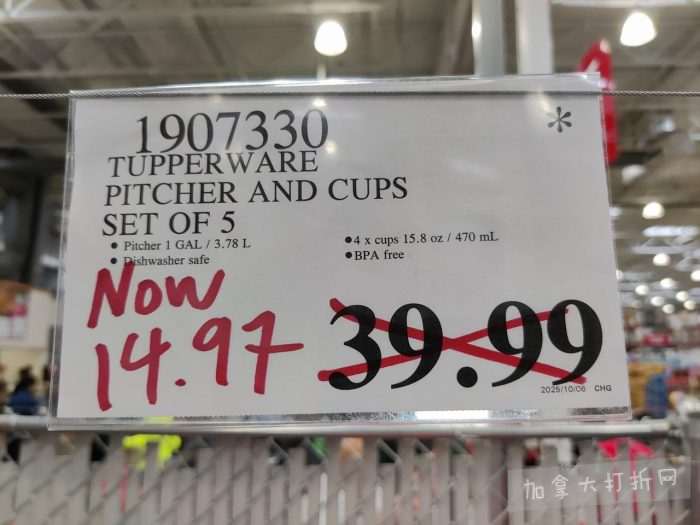 1907330 *
TUPPERWARE
PITCHER AND CUPS
SET OF 5
• Pitcher 1 GAL / 3.78 L
• Dishwasher safe
• 4 x cups 15.8 oz / 470 mL
• BPA free
Now
14.97
39.99
2025/10/06 CHG
加拿大打折网